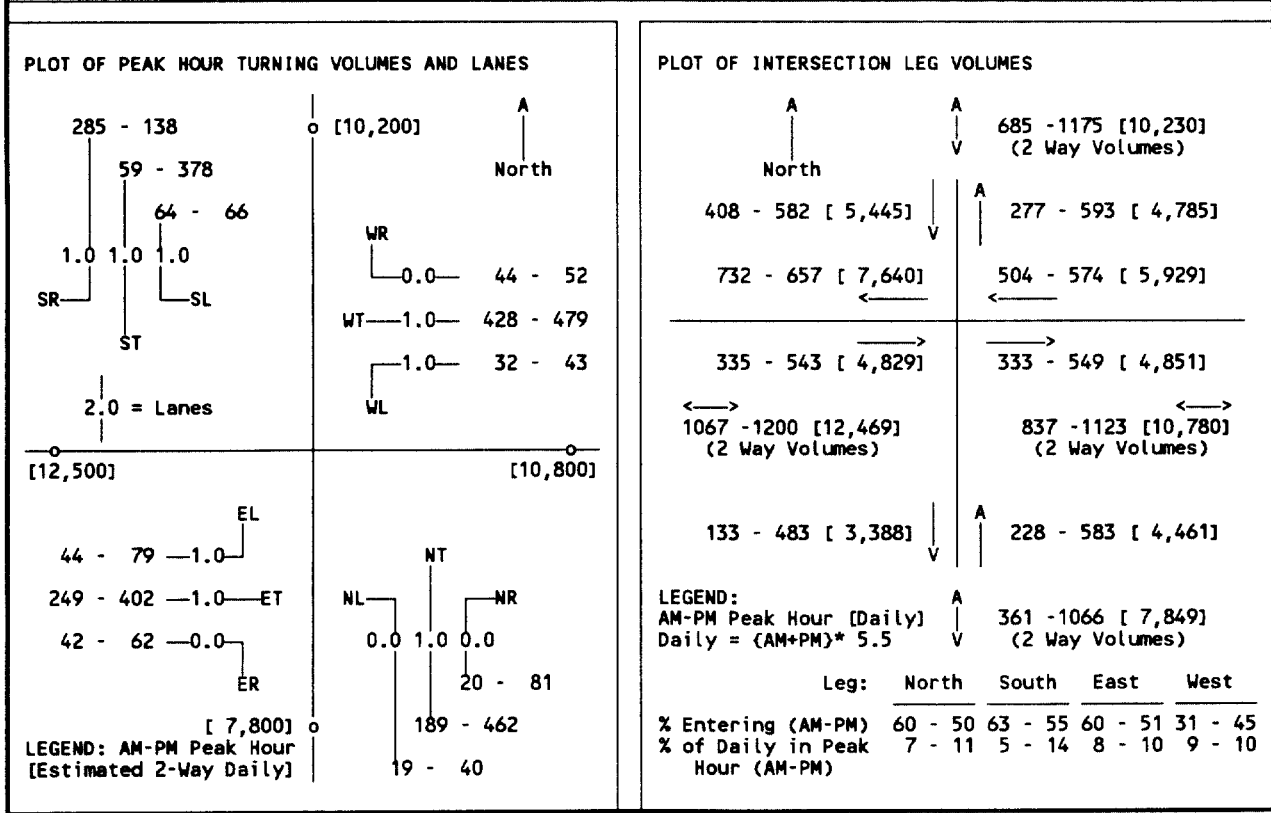 PLOT OF PEAK HOUR TURNING VOLUMES AND LANES
285 - 138
[10,200]
A
59 - 378
North
64 - 66
WR
1.0 1.0 1.0
0.0 44 - 52
SR
SL
WT 1.0 428 - 479
ST
1.0 32 - 43
2.0 = Lanes
WL
[12,500]
[10,800]
EL
44 - 79 1.0
NT
249 - 402 1.0 ET
NL
NR
42 - 62 0.0
0.0 1.0 0.0
ER
20 - 81
[ 7,800]
189 - 462
LEGEND: AM-PM Peak Hour
[Estimated 2-Way Daily]
19 - 40
PLOT OF INTERSECTION LEG VOLUMES
A
A
685 -1175 [10,230]
V
(2 Way Volumes)
North
A
408 - 582 [ 5,445]
V
277 - 593 [ 4,785]
732 - 657 [ 7,640]
504 - 574 [ 5,929]
335 - 543 [ 4,829]
333 - 549 [ 4,851]
1067 -1200 [12,469]
(2 Way Volumes)
837 -1123 [10,780]
(2 Way Volumes)
A
133 - 483 [ 3,388]
V
228 - 583 [ 4,461]
LEGEND:
A
AM-PM Peak Hour [Daily]
361 -1066 [ 7,849]
Daily = {AM+PM}* 5.5
V
(2 Way Volumes)
Leg: North South East West
% Entering (AM-PM) 60 - 50 63 - 55 60 - 51 31 - 45
% of Daily in Peak 7 - 11 5 - 14 8 - 10 9 - 10
Hour (AM-PM)